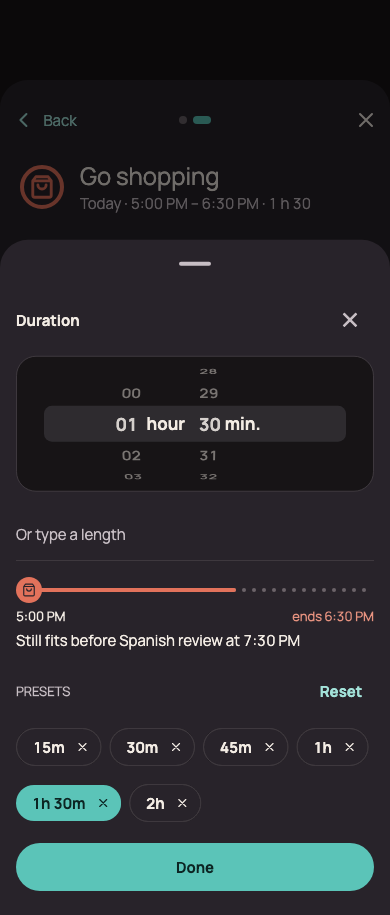 Back
Go shopping
Today · 5:00 PM – 6:30 PM · 1 h 30
Duration
28
00 29
01 hour 30 min.
02 31
03 32
Or type a length
5:00 PM ends 6:30 PM
Still fits before Spanish review at 7:30 PM
PRESETS Reset
15m 30m 45m 1h
1h 30m 2h
Done